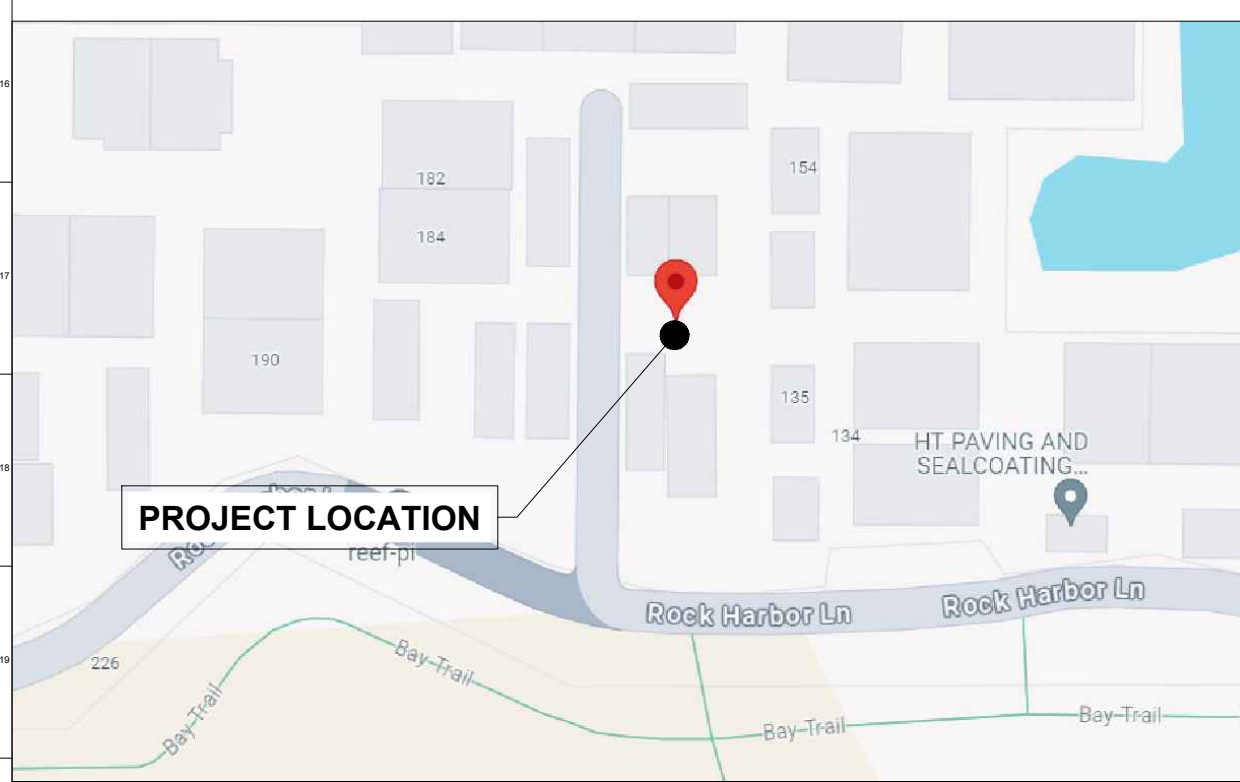 16
182
154
184
17
190
135
134
HT PAVING AND
SEALCOATING...
18
PROJECT LOCATION
reef-pi
Rock Harbor Ln
Rock Harbor Ln
19
226
Bay Trail
Bay Trail
Bay Trail
Bay Trail